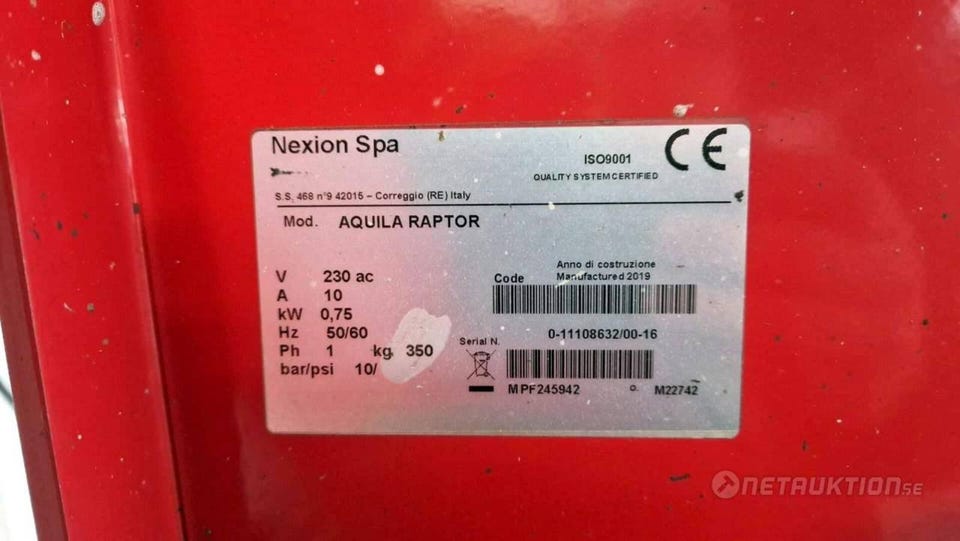 Nexion Spa
ISO9001
QUALITY SYSTEM CERTIFIED
CE
S.S, 468 n°9 42015 – Correggio (RE) Italy
Mod. AQUILA RAPTOR
Anno di costruzione
Code Manufactured 2019
V 230 ac
A 10
kW 0,75
Hz 50/60
Ph 1 kg 350
bar/psi 10/
0-11108632/00-16
Serial N.
MPF245942 M22742
NETAUKTION.SE